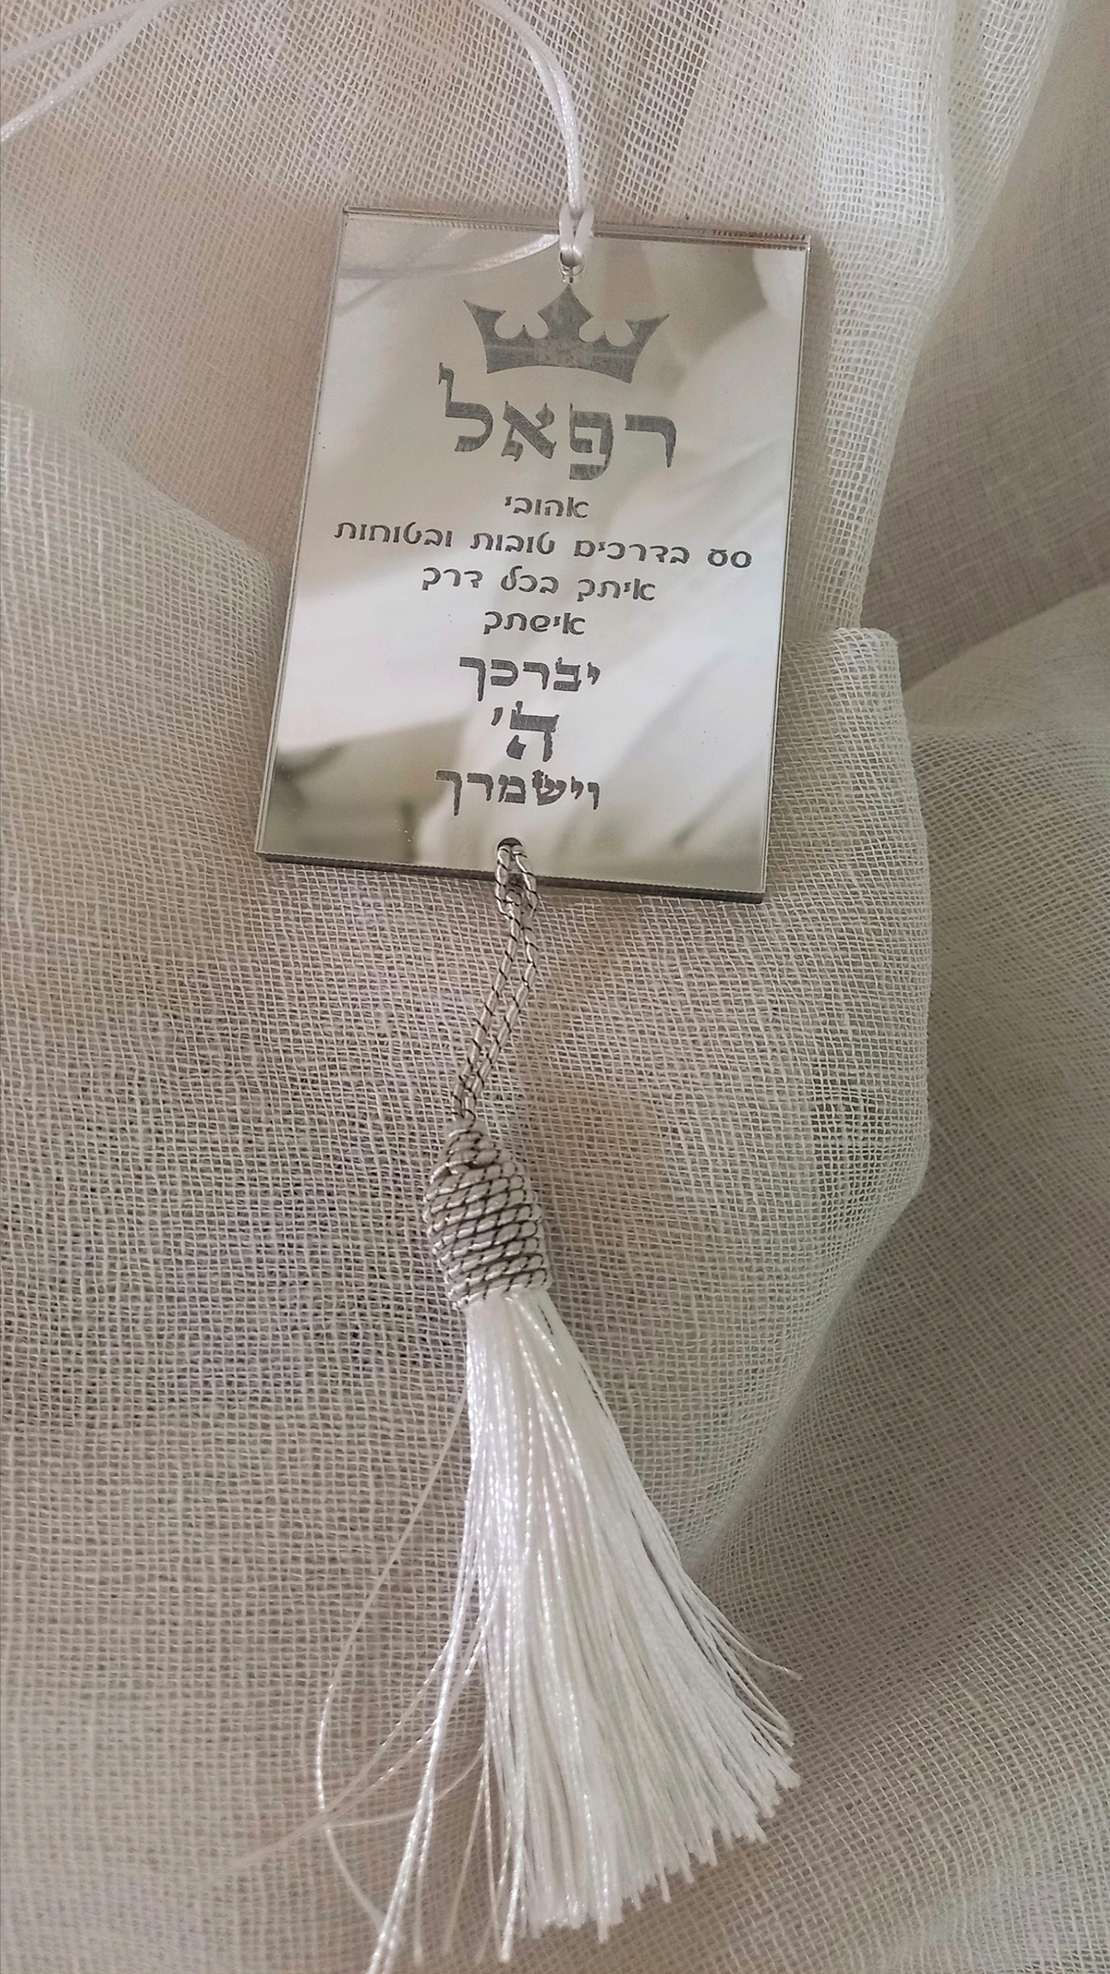 רפאל
אהובי
סע בדרכים טובות ובטוחות
איתך בכל דרך
אישתך
יברכך
ה'
וישמרך